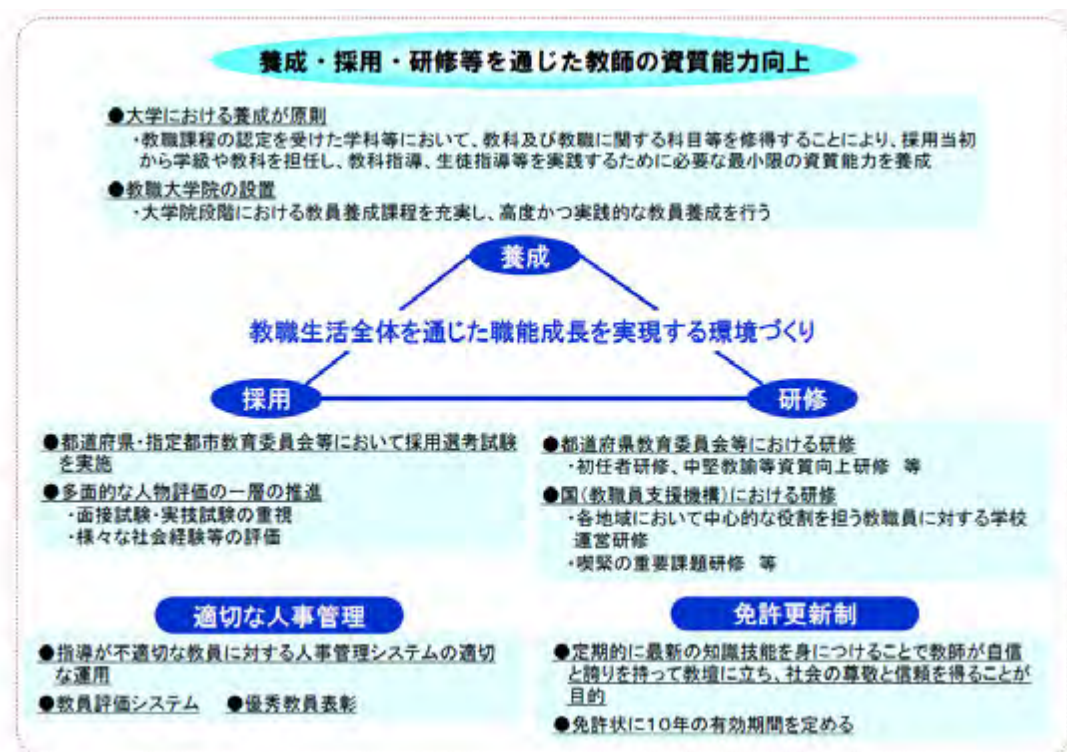 養成・採用・研修等を通じた教師の資質能力向上
●大学における養成が原則
・教職課程の認定を受けた学科等において、教科及び教職に関する科目等を修得することにより、採用当初
から学級や教科を担任し、教科指導、生徒指導等を実践するために必要な最小限の資質能力を養成
●教職大学院の設置
・大学院段階における教員養成課程を充実し、高度かつ実践的な教員養成を行う
養成
教職生活全体を通じた職能成長を実現する環境づくり
採用
●都道府県・指定都市教育委員会等において採用選考試験
を実施
●多面的な人物評価の一層の推進
・面接試験・実技試験の重視
・様々な社会経験等の評価
研修
●都道府県教育委員会等における研修
・初任者研修、中堅教諭等資質向上研修　等
●国(教職員支援機構)における研修
・各地域において中心的な役割を担う教職員に対する学校
運営研修
・喫緊の重要課題研修　等
適切な人事管理
●指導が不適切な教員に対する人事管理システムの適切
な運用
●教員評価システム　●優秀教員表彰
免許更新制
●定期的に最新の知識技能を身につけることで教師が自信
と誇りを持って教壇に立ち、社会の尊敬と信頼を得ることが
目的
●免許状に10年の有効期間を定める